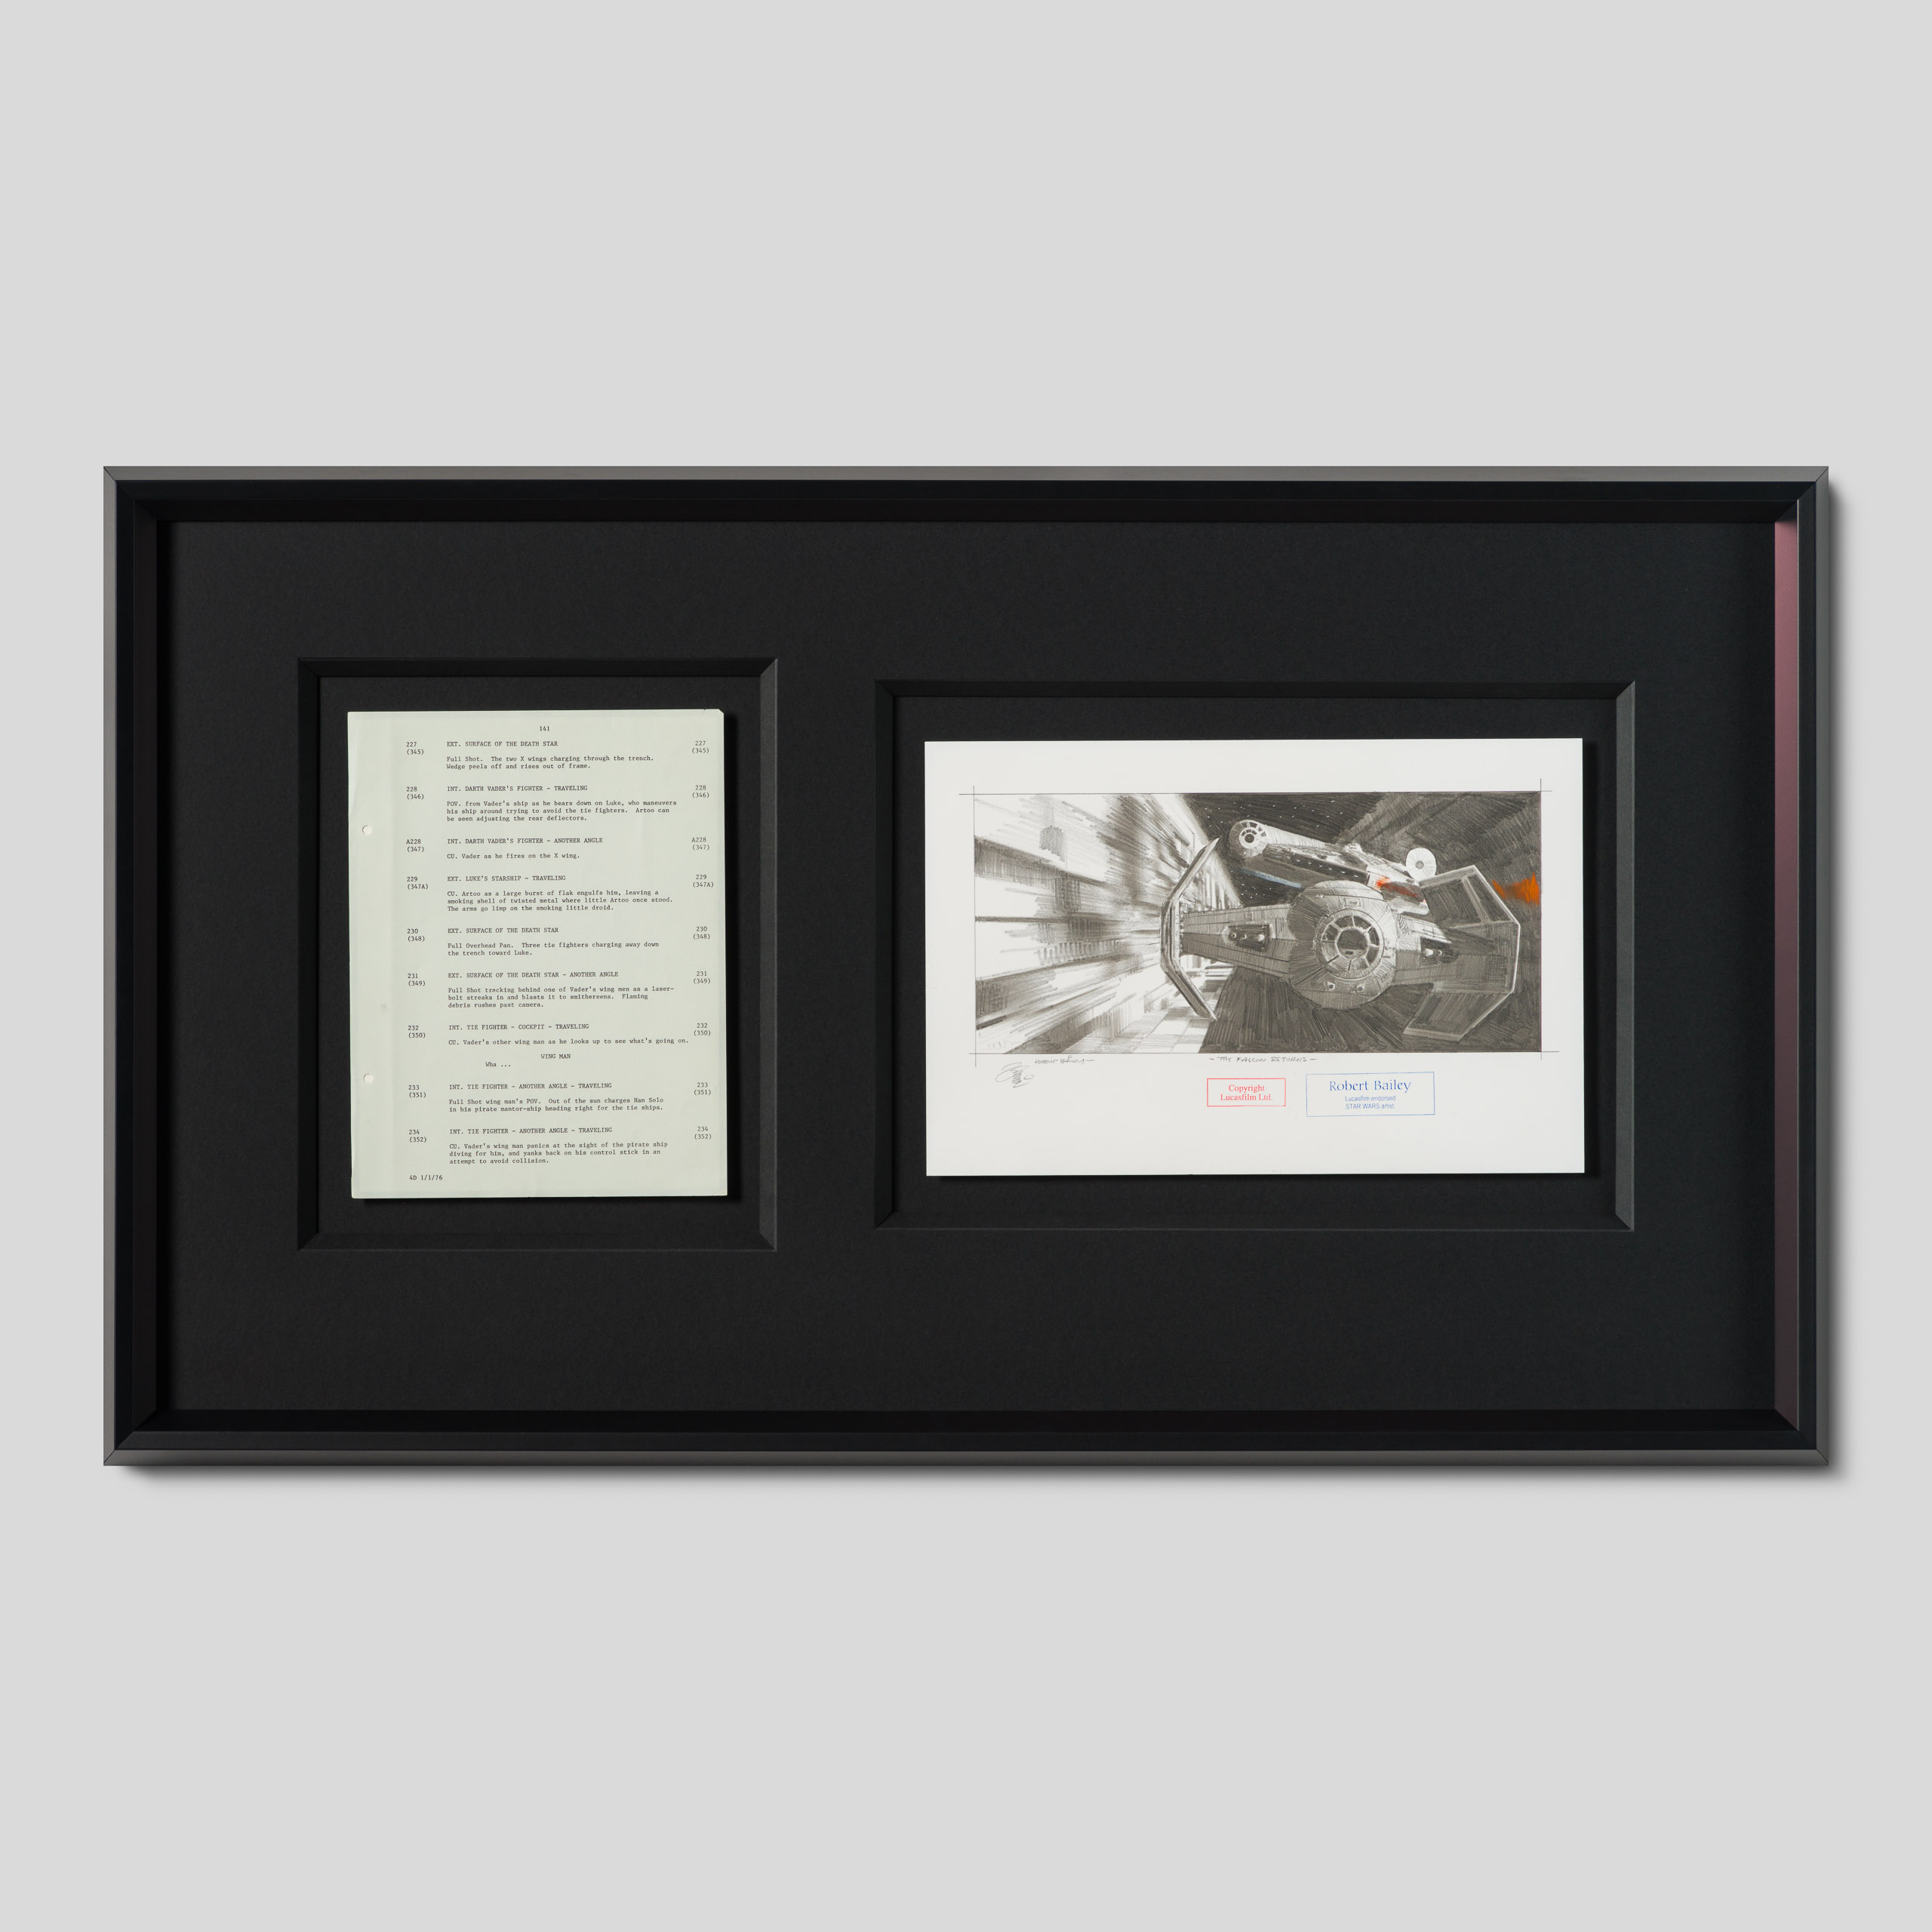 141
227 EXT. SURFACE OF THE DEATH STAR 227
(345) (345)
Full Shot. The two X wings charging through the trench.
Wedge peels off and rises out of frame.
228 INT. DARTH VADER'S FIGHTER - TRAVELING 228
(346) (346)
POV. from Vader's ship as he bears down on Luke, who maneuvers
his ship around trying to avoid the tie fighters. Artoo can
be seen adjusting the rear deflectors.
A228 INT. DARTH VADER'S FIGHTER - ANOTHER ANGLE A228
(347) (347)
CU. Vader as he fires on the X wing.
229 EXT. LUKE'S STARSHIP - TRAVELING 229
(347A) (347A)
CU. Artoo as a large burst of flak engulfs him, leaving a
smoking shell of twisted metal where little Artoo once stood.
The arms go limp on the smoking little droid.
230 EXT. SURFACE OF THE DEATH STAR 230
(348) (348)
Full Overhead Pan. Three tie fighters charging away down
the trench toward Luke.
231 EXT. SURFACE OF THE DEATH STAR - ANOTHER ANGLE 231
(349) (349)
Full Shot tracking behind one of Vader's wing men as a laser-
bolt streaks in and blasts it to smithereens. Flaming
debris rushes past camera.
232 INT. TIE FIGHTER - COCKPIT - TRAVELING 232
(350) (350)
CU. Vader's other wing man as he looks up to see what's going on.
WING MAN
Wha ...
233 INT. TIE FIGHTER - ANOTHER ANGLE - TRAVELING 233
(351) (351)
Full Shot wing man's POV. Out of the sun charges Han Solo
in his pirate mantor-ship heading right for the tie ships.
234 INT. TIE FIGHTER - ANOTHER ANGLE - TRAVELING 234
(352) (352)
CU. Vader's wing man panics at the sight of the pirate ship
diving for him, and yanks back on his control stick in an
attempt to avoid collision.
4D 1/1/76
- THE FALCON RETURNS -
Copyright
Lucasfilm Ltd.
Robert Bailey
Lucasfilm endorsed
STAR WARS artist